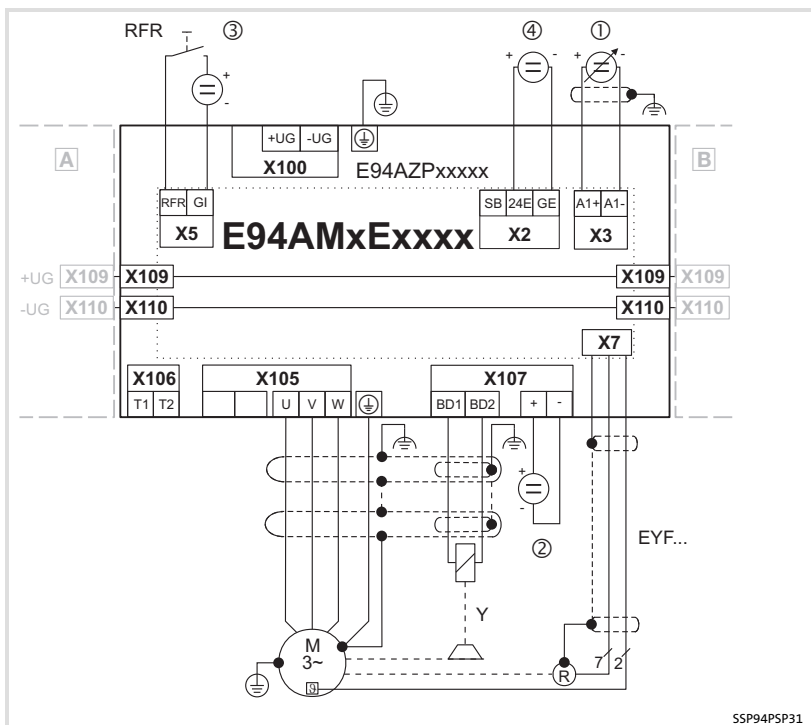 RFR ③ ④ ①
+ - + -
+
-
A B
+UG -UG
X100 E94AZPxxxxx
RFR GI SB 24E GE A1+ A1-
X5 E94AMxExxxx X2 X3
+UG X109 X109 X109 X109
-UG X110 X110 X110 X110
X7
X106 X105 X107
T1 T2 U V W BD1 BD2 + -
+
-
② EYF...
Y
M
3~
7 2
R
ϑ
SSP94PSP31